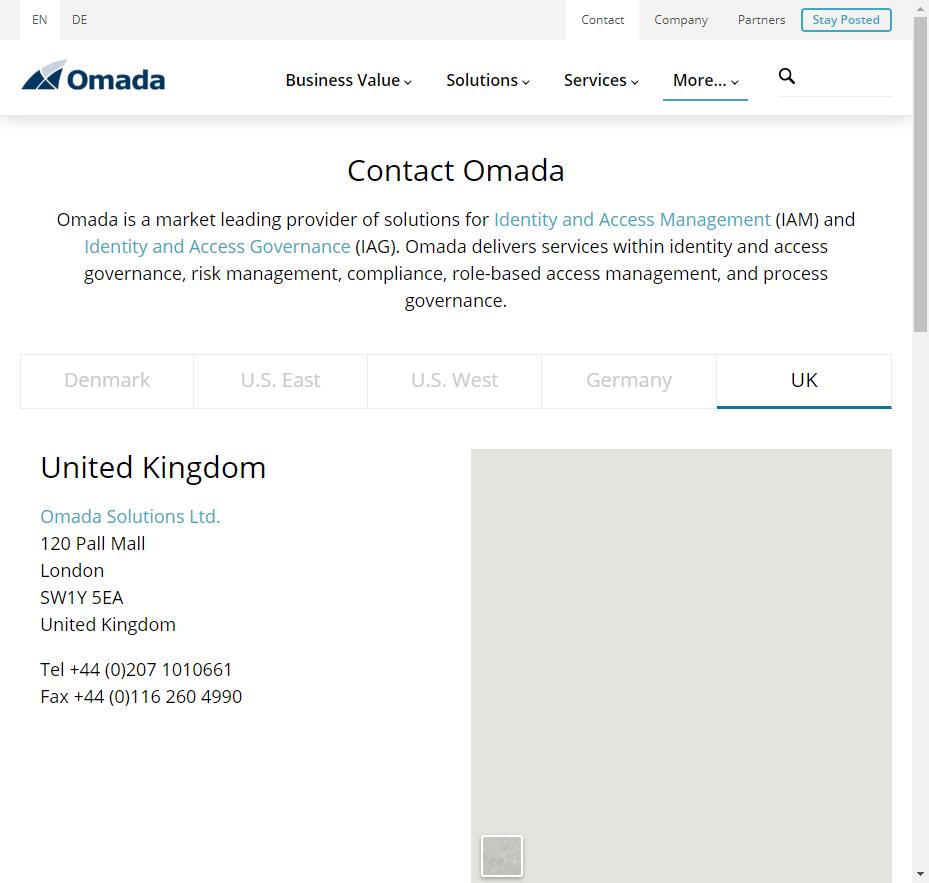 EN DE Contact Company Partners Stay Posted
Omada Business Value Solutions Services More...
Contact Omada
Omada is a market leading provider of solutions for Identity and Access Management (IAM) and
Identity and Access Governance (IAG). Omada delivers services within identity and access
governance, risk management, compliance, role-based access management, and process
governance.
Denmark U.S. East U.S. West Germany UK
United Kingdom
Omada Solutions Ltd.
120 Pall Mall
London
SW1Y 5EA
United Kingdom
Tel +44 (0)207 1010661
Fax +44 (0)116 260 4990